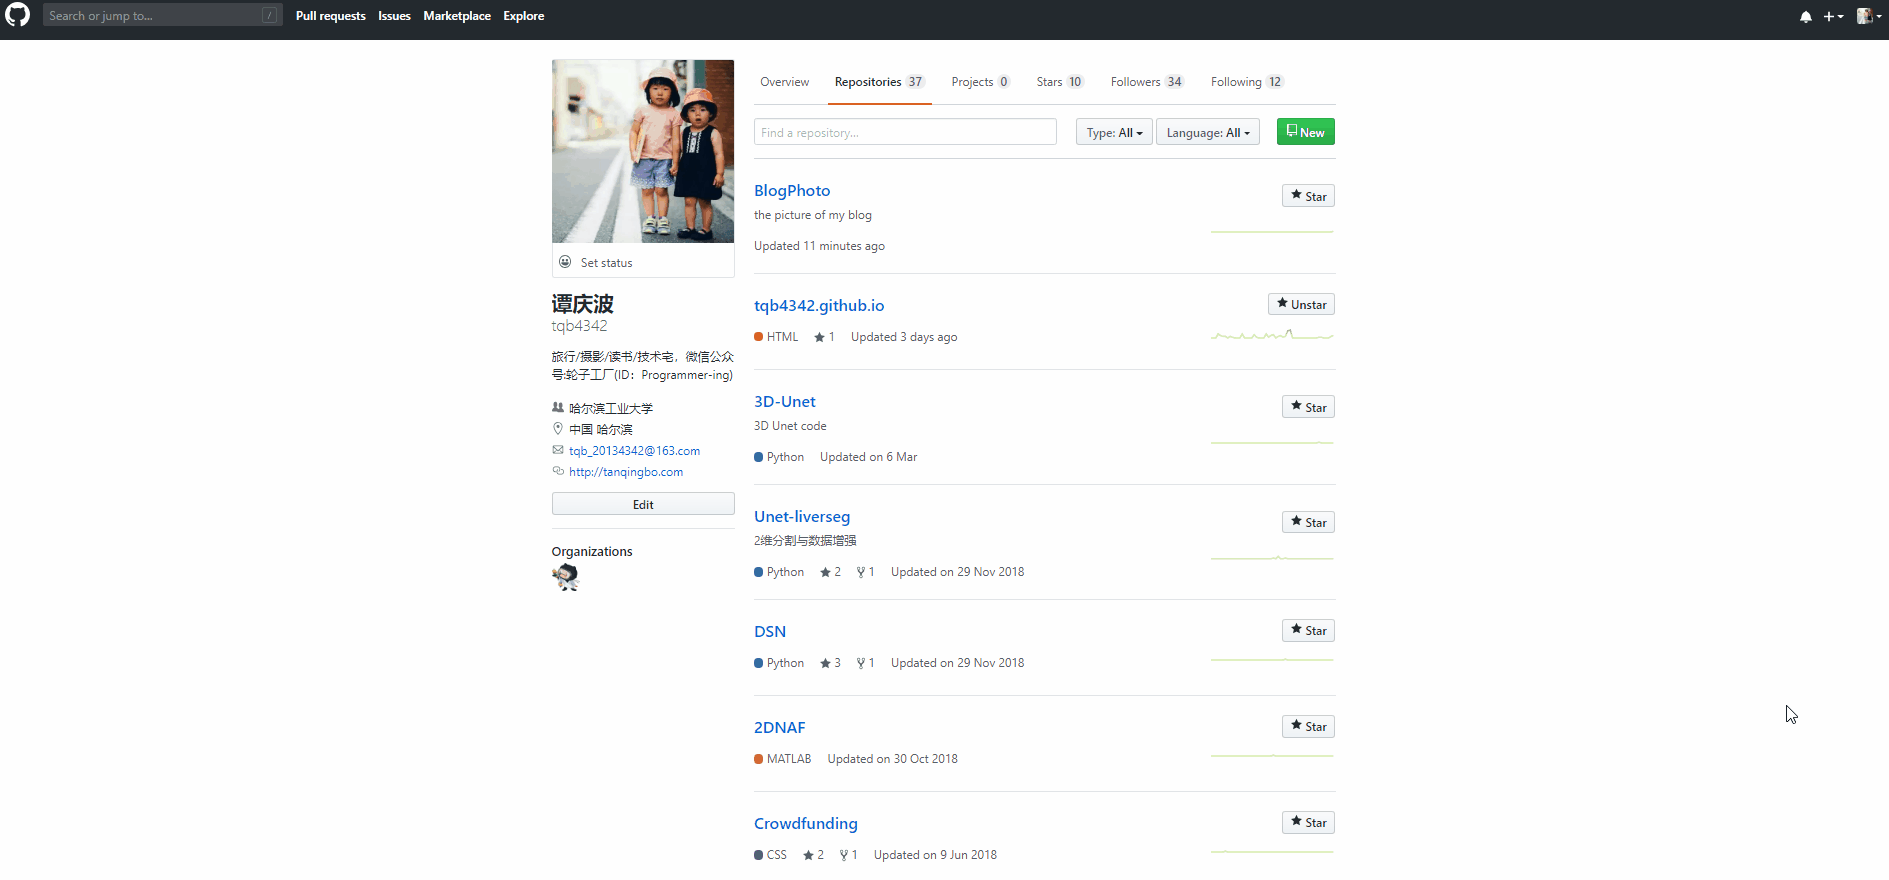 Search or jump to... /
Pull requests Issues Marketplace Explore
Overview Repositories 37 Projects 0 Stars 10 Followers 34 Following 12
Find a repository... Type: All Language: All New
Set status
谭庆波
tqb4342
旅行/摄影/读书/技术宅，微信公众
号:轮子工厂(ID：Programmer-ing)
哈尔滨工业大学
中国 哈尔滨
tqb_20134342@163.com
http://tanqingbo.com
Edit
Organizations
BlogPhoto Star
the picture of my blog
Updated 11 minutes ago
tqb4342.github.io Unstar
HTML 1 Updated 3 days ago
3D-Unet Star
3D Unet code
Python Updated on 6 Mar
Unet-liverseg Star
2维分割与数据增强
Python 2 1 Updated on 29 Nov 2018
DSN Star
Python 3 1 Updated on 29 Nov 2018
2DNAF Star
MATLAB Updated on 30 Oct 2018
Crowdfunding Star
CSS 2 1 Updated on 9 Jun 2018